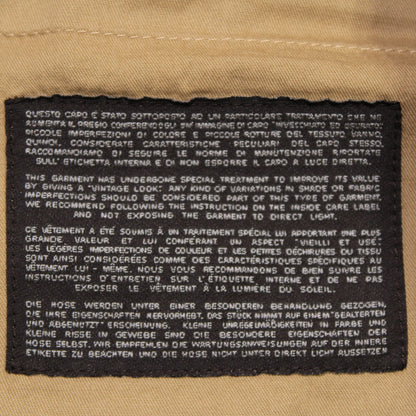 QUESTO CAPO È STATO SOTTOPOSTO AD UN PARTICOLARE TRATTAMENTO CHE NE
AUMENTA IL PREGIO CONFERENDOGLI UN'IMMAGINE DI CAPO "INVECCHIATO ED USURATO".
PICCOLE IMPERFEZIONI DI COLORE E PICCOLE ROTTURE DEL TESSUTO VANNO,
QUINDI, CONSIDERATE CARATTERISTICHE PECULIARI DEL CAPO STESSO.
RACCOMANDIAMO DI SEGUIRE LE NORME DI MANUTENZIONE RIPORTATE
SULL'ETICHETTA INTERNA E DI NON ESPORRE IL CAPO A LUCE DIRETTA.
THIS GARMENT HAS UNDERGONE SPECIAL TREATMENT TO IMPROVE ITS VALUE
BY GIVING A "VINTAGE LOOK". ANY KIND OF VARIATIONS IN SHADE OR FABRIC
IMPERFECTIONS SHOULD BE CONSIDERED PART OF THIS TYPE OF GARMENT.
WE RECOMMEND FOLLOWING THE INSTRUCTION ON THE INSIDE CARE LABEL
AND NOT EXPOSING THE GARMENT TO DIRECT LIGHT.
CE VÊTEMENT A ÉTÉ SOUMIS À UN TRAITEMENT SPÉCIAL LUI APPORTANT UNE PLUS
GRANDE VALEUR ET LUI CONFÉRANT UN ASPECT "VIEILLI ET USÉ".
LES LÉGÈRES IMPERFECTIONS DE COULEUR ET LES PETITES DÉCHIRURES DU TISSU
SONT AINSI CONSIDÉRÉES COMME DES CARACTÉRISTIQUES SPÉCIFIQUES AU
VÊTEMENT LUI - MÊME. NOUS VOUS RECOMMANDONS DE BIEN SUIVRE LES
INSTRUCTIONS D'ENTRETIEN SUR L'ÉTIQUETTE INTERNE ET DE NE PAS
EXPOSER LE VÊTEMENT À LA LUMIÈRE DU SOLEIL.
DIE HOSE WERDEN UNTER EINER BESONDEREN BEHANDLUNG GEZOGEN,
DIE IHRE EIGENSCHAFTEN HERVORHEBT. DAS STÜCK NIMMT AUF EINEM "GEALTERTEN
UND ABGENUTZT" ERSCHEINUNG. KLEINE UNREGELMÄßIGKEITEN IN FARBE UND
KLEINE RISSE IN GEWEBE SIND DIE BESONDERE EIGENSCHAFTEN DER
HOSE SELBST. WIR EMPFEHLEN DIE WARTUNGSANWEISUNGEN AUF DER INNERE
ETIKETTE ZU BEACHTEN UND DIE HOSE NICHT UNTER DIREKT LICHT AUSSETZEN